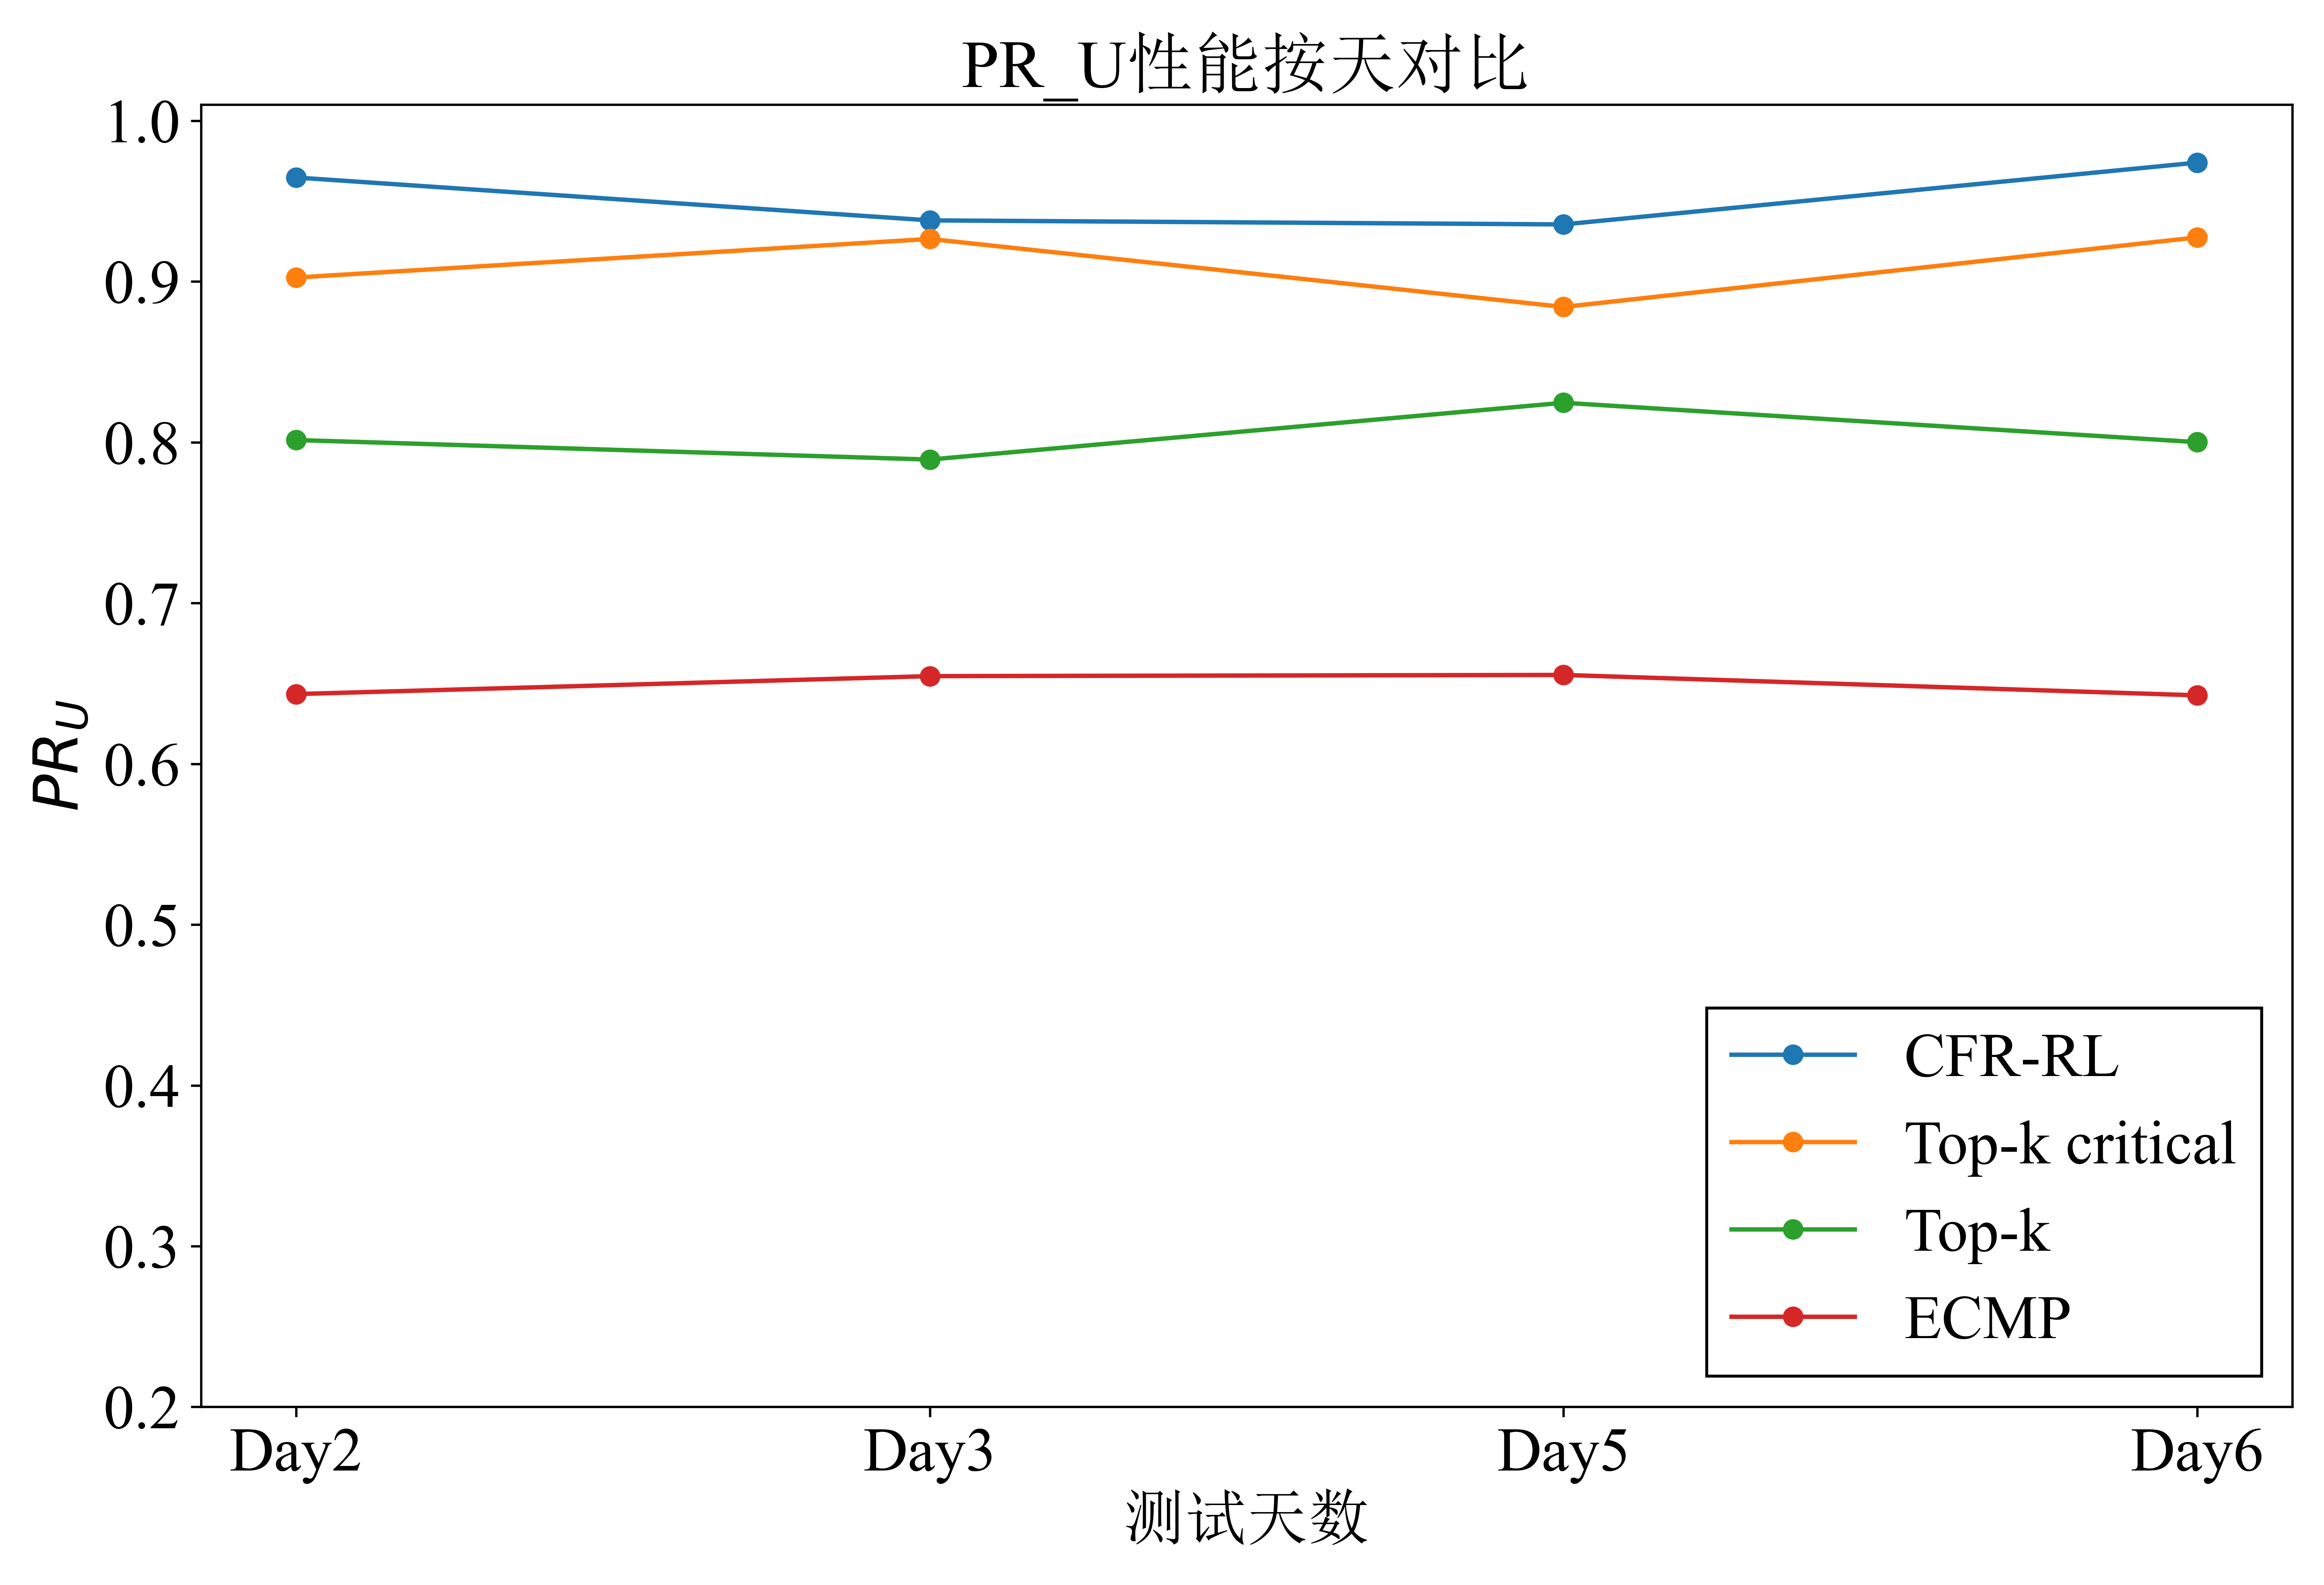 PR_U性能按天对比
1.0
0.9
0.8
0.7
0.6
0.5
0.4
0.3
0.2
PRU
Day2 Day3 Day5 Day6
测试天数
CFR-RL
Top-k critical
Top-k
ECMP